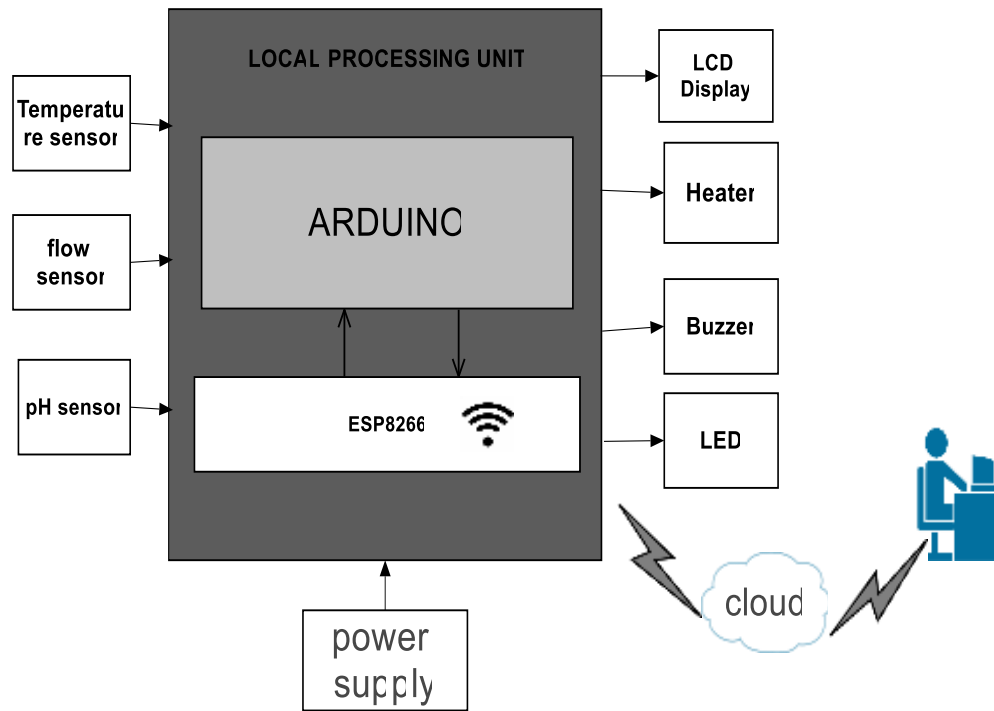 LOCAL PROCESSING UNIT
Temperatu
re sensor
flow
sensor
pH sensor
ARDUINO
ESP8266
LCD
Display
Heater
Buzzer
LED
cloud
power
supply